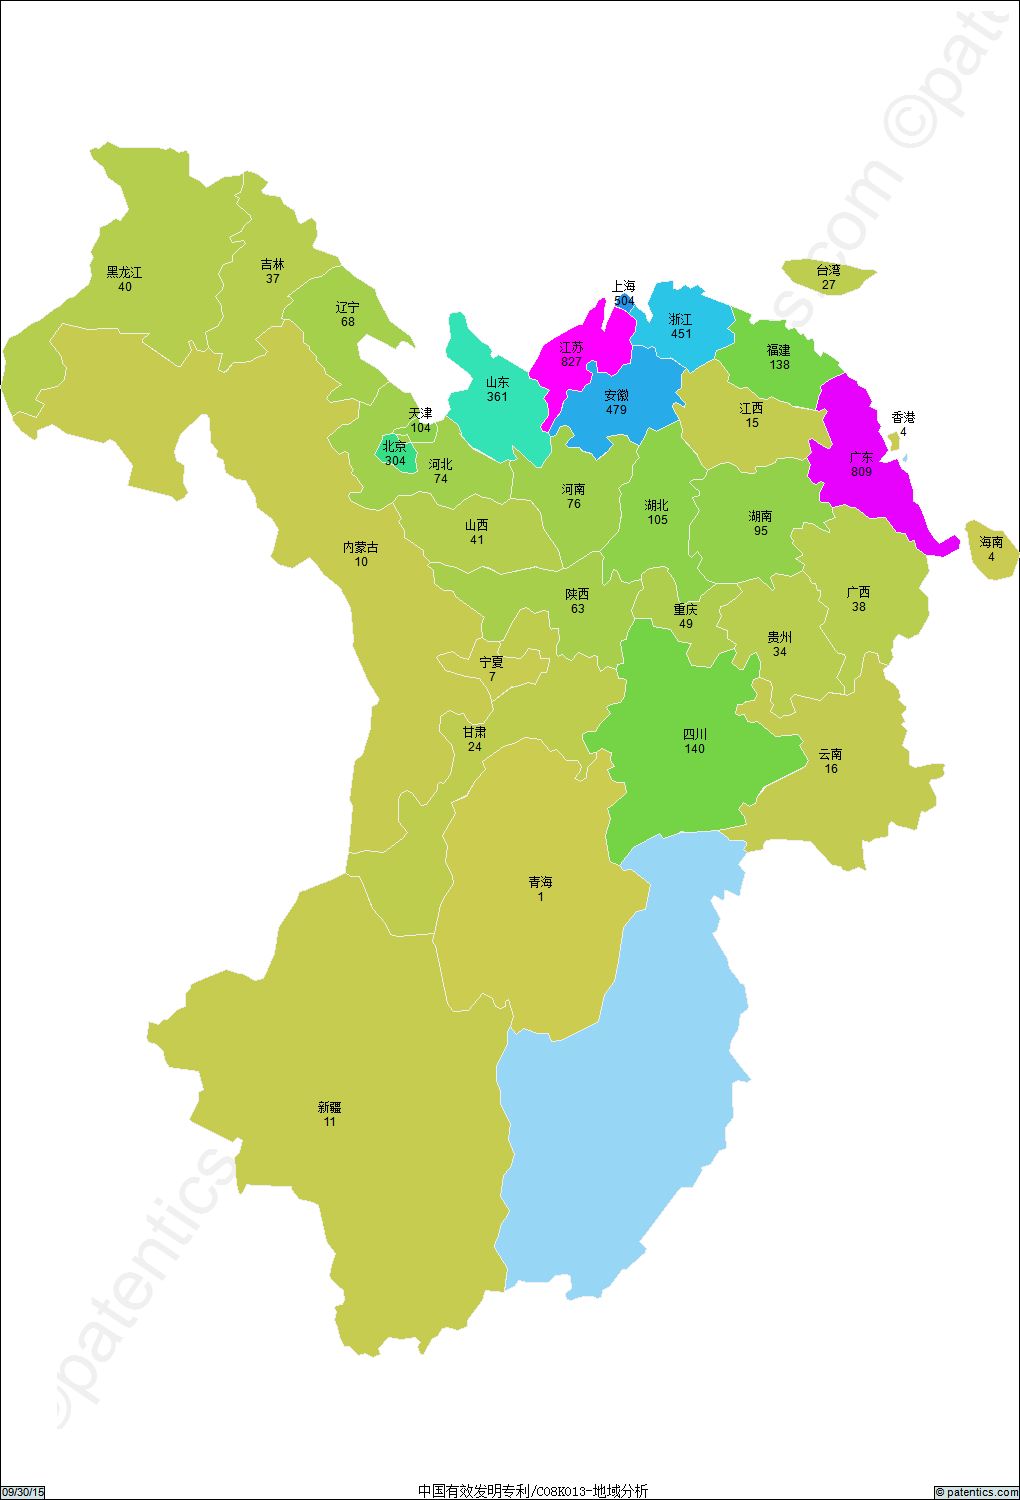 ©patentics.com ©pate
黑龙江
40
吉林
37
辽宁
68
上海
504
台湾
27
浙江
451
江苏
827
福建
138
山东
361
安徽
479
江西
15
天津
104
香港
4
北京
304
河北
74
广东
809
河南
76
湖北
105
湖南
95
山西
41
海南
4
内蒙古
10
陕西
63
广西
38
重庆
49
贵州
34
宁夏
7
甘肃
24
四川
140
云南
16
青海
1
新疆
11
09/30/15
中国有效发明专利/C08K013-地域分析
© patentics.com